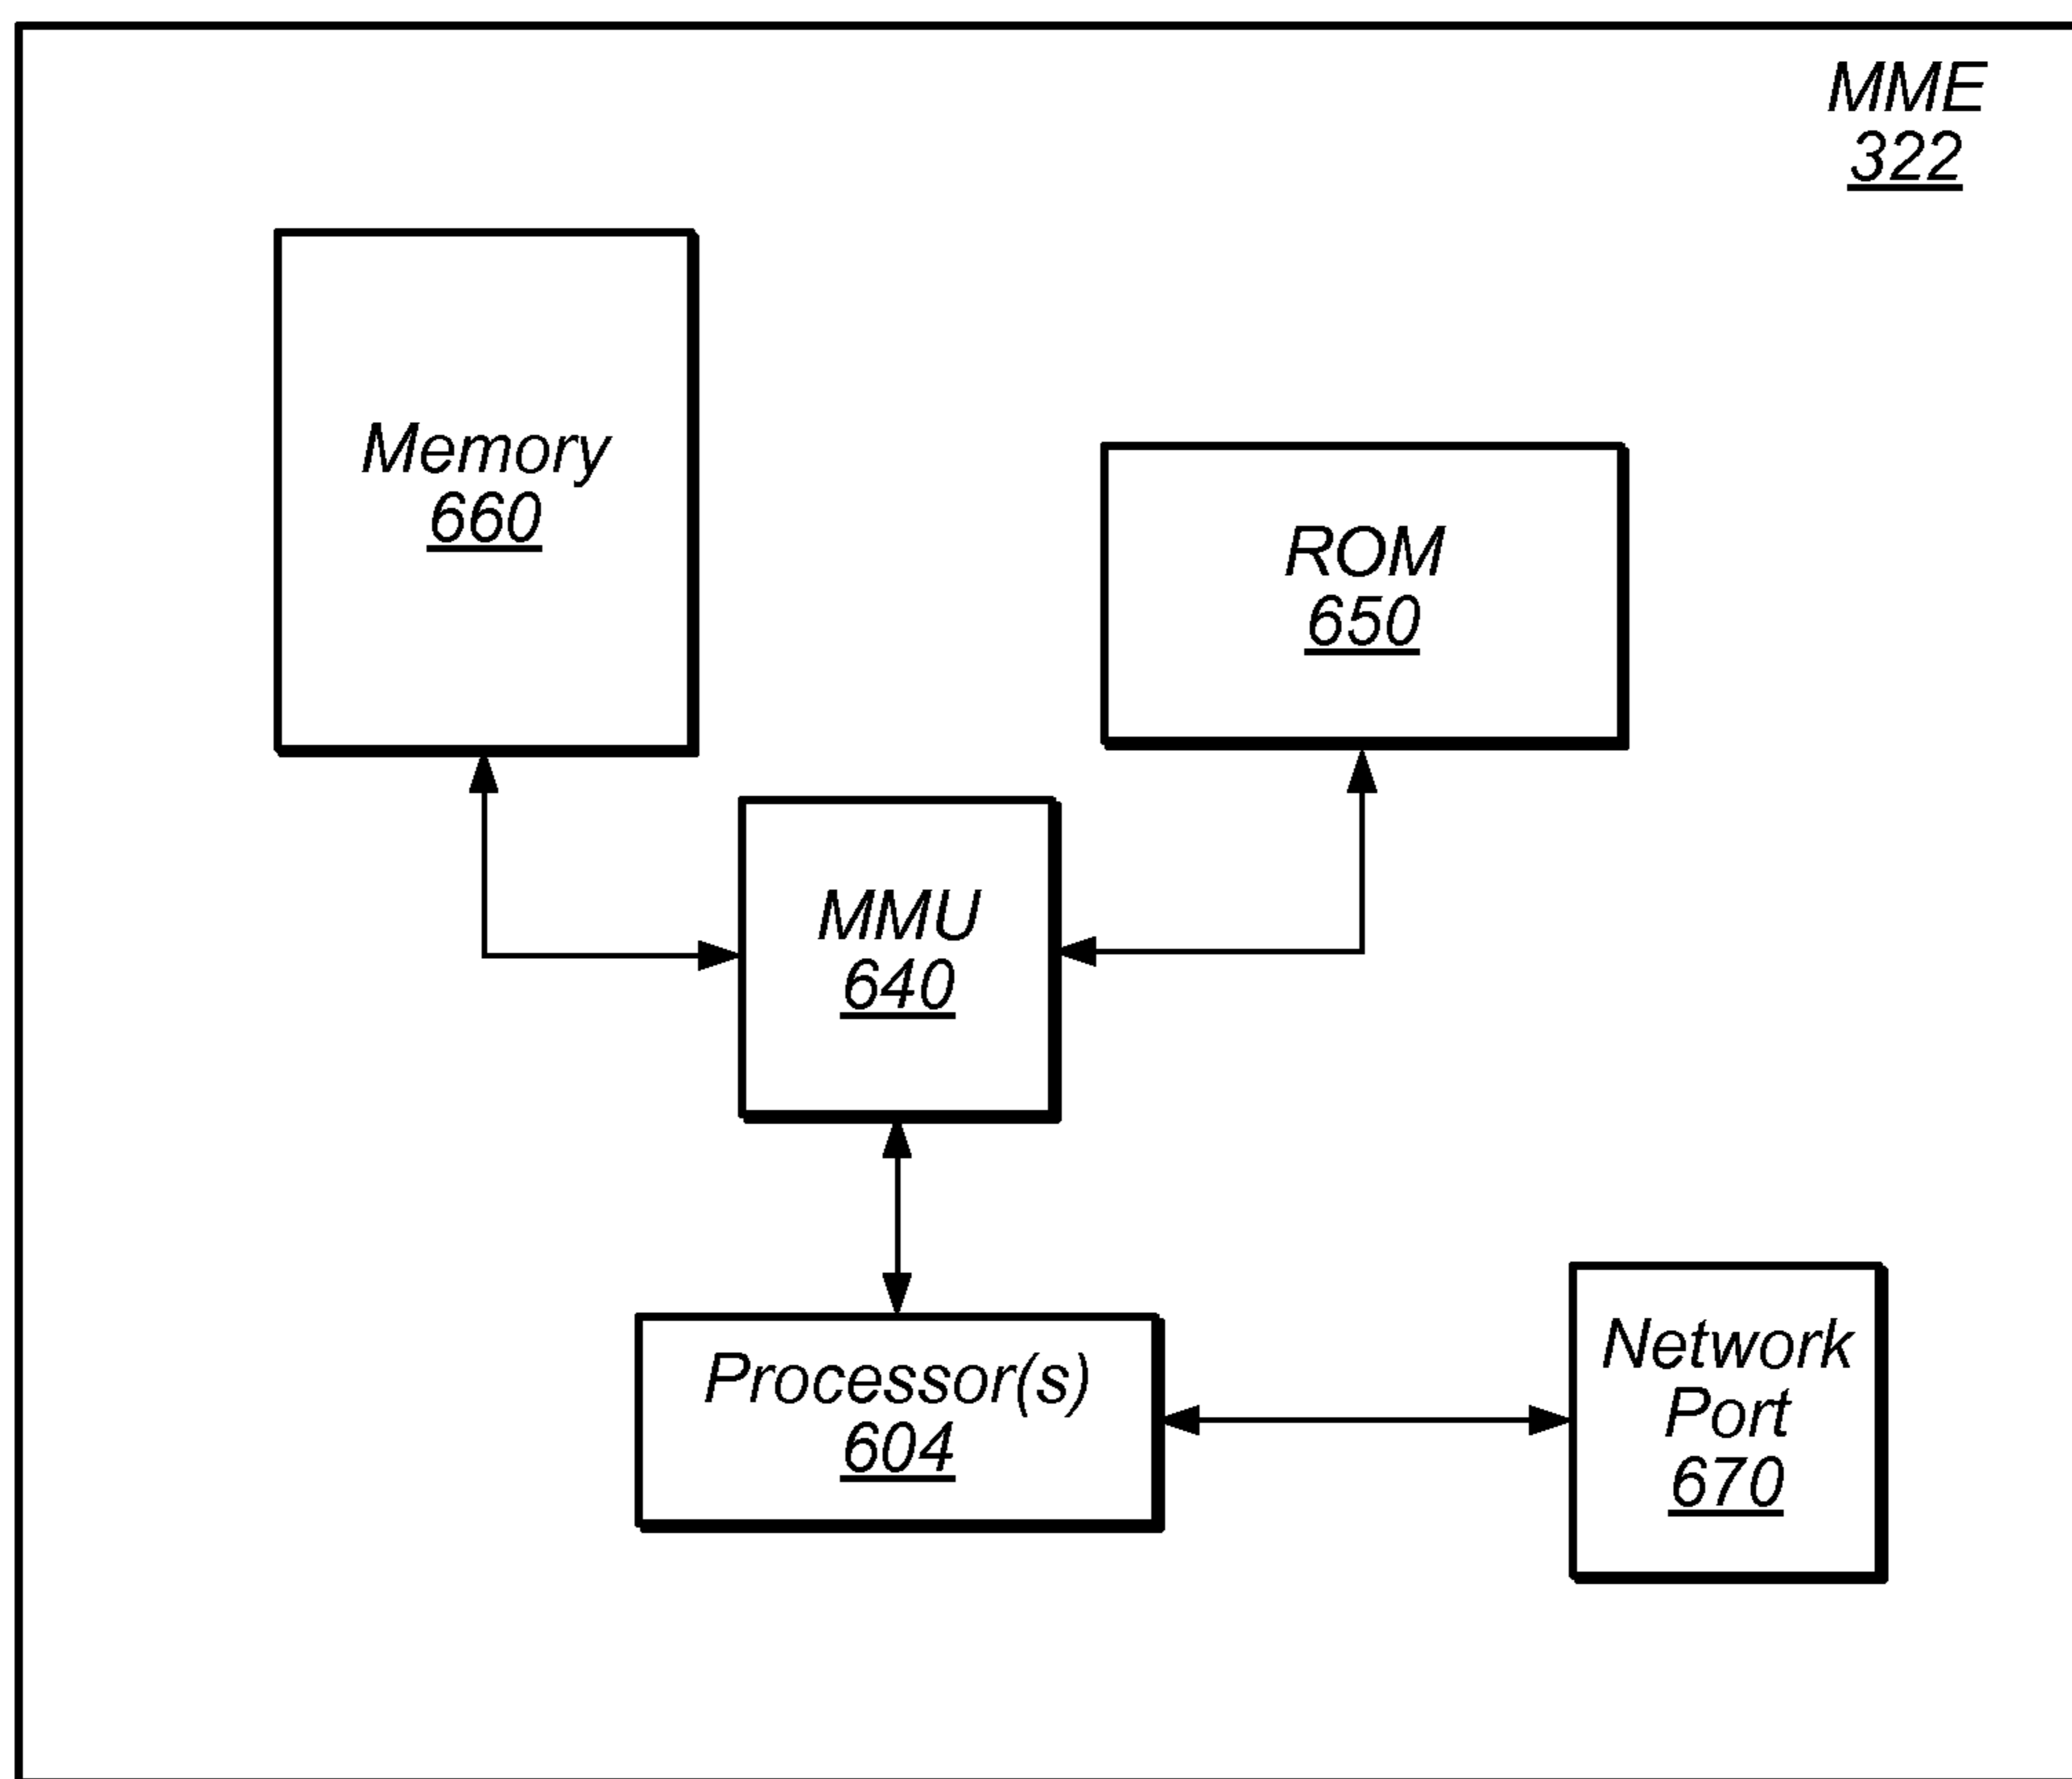 MME
322
Memory
660
ROM
650
MMU
640
Processor(s)
604
Network
Port
670